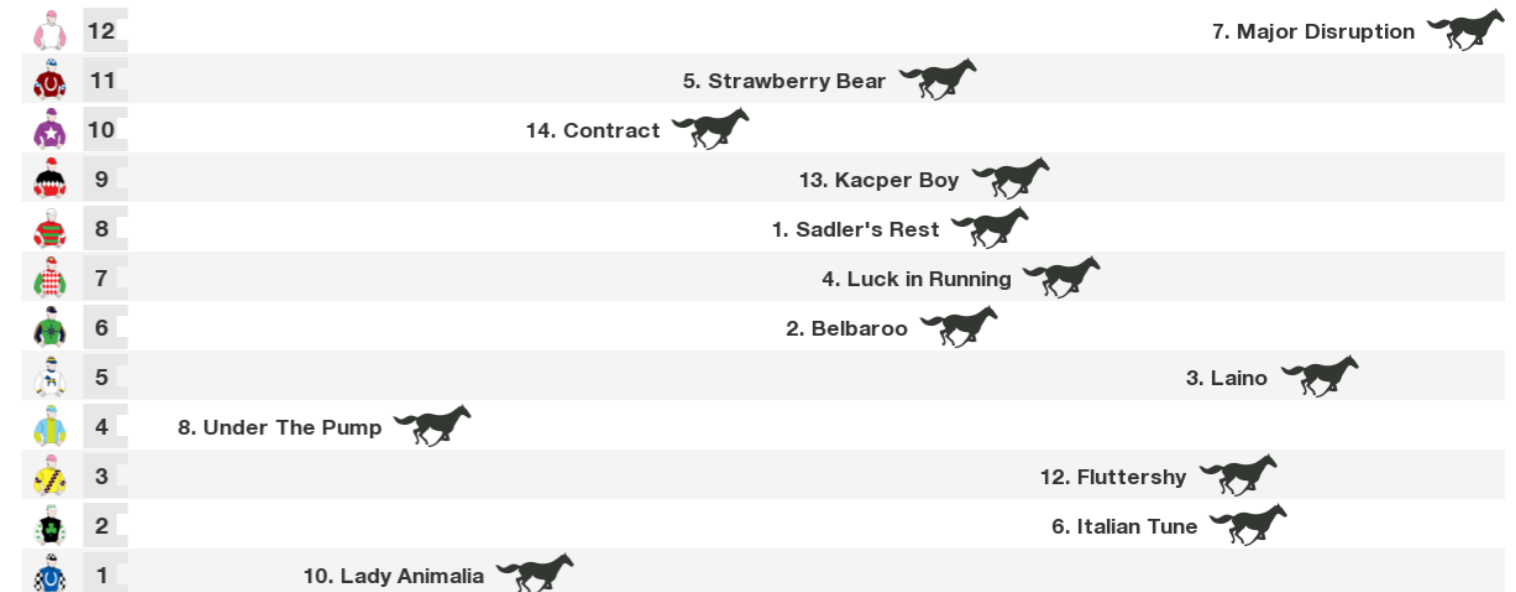 12 7. Major Disruption
11 5. Strawberry Bear
10 14. Contract
9 13. Kacper Boy
8 1. Sadler's Rest
7 4. Luck in Running
6 2. Belbaroo
5 3. Laino
4 8. Under The Pump
3 12. Fluttershy
2 6. Italian Tune
1 10. Lady Animalia